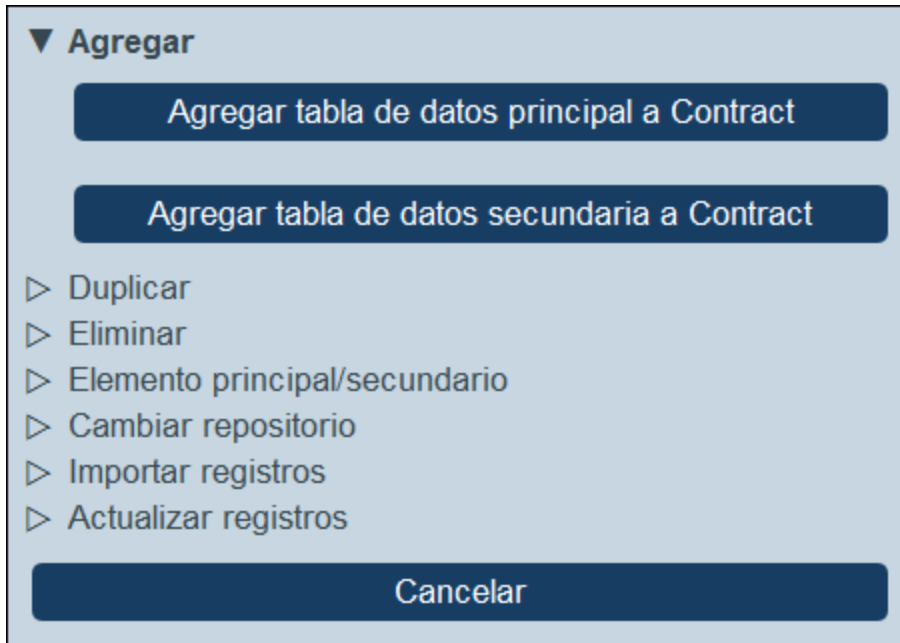 ▼ Agregar
Agregar tabla de datos principal a Contract
Agregar tabla de datos secundaria a Contract
▷ Duplicar
▷ Eliminar
▷ Elemento principal/secundario
▷ Cambiar repositorio
▷ Importar registros
▷ Actualizar registros
Cancelar